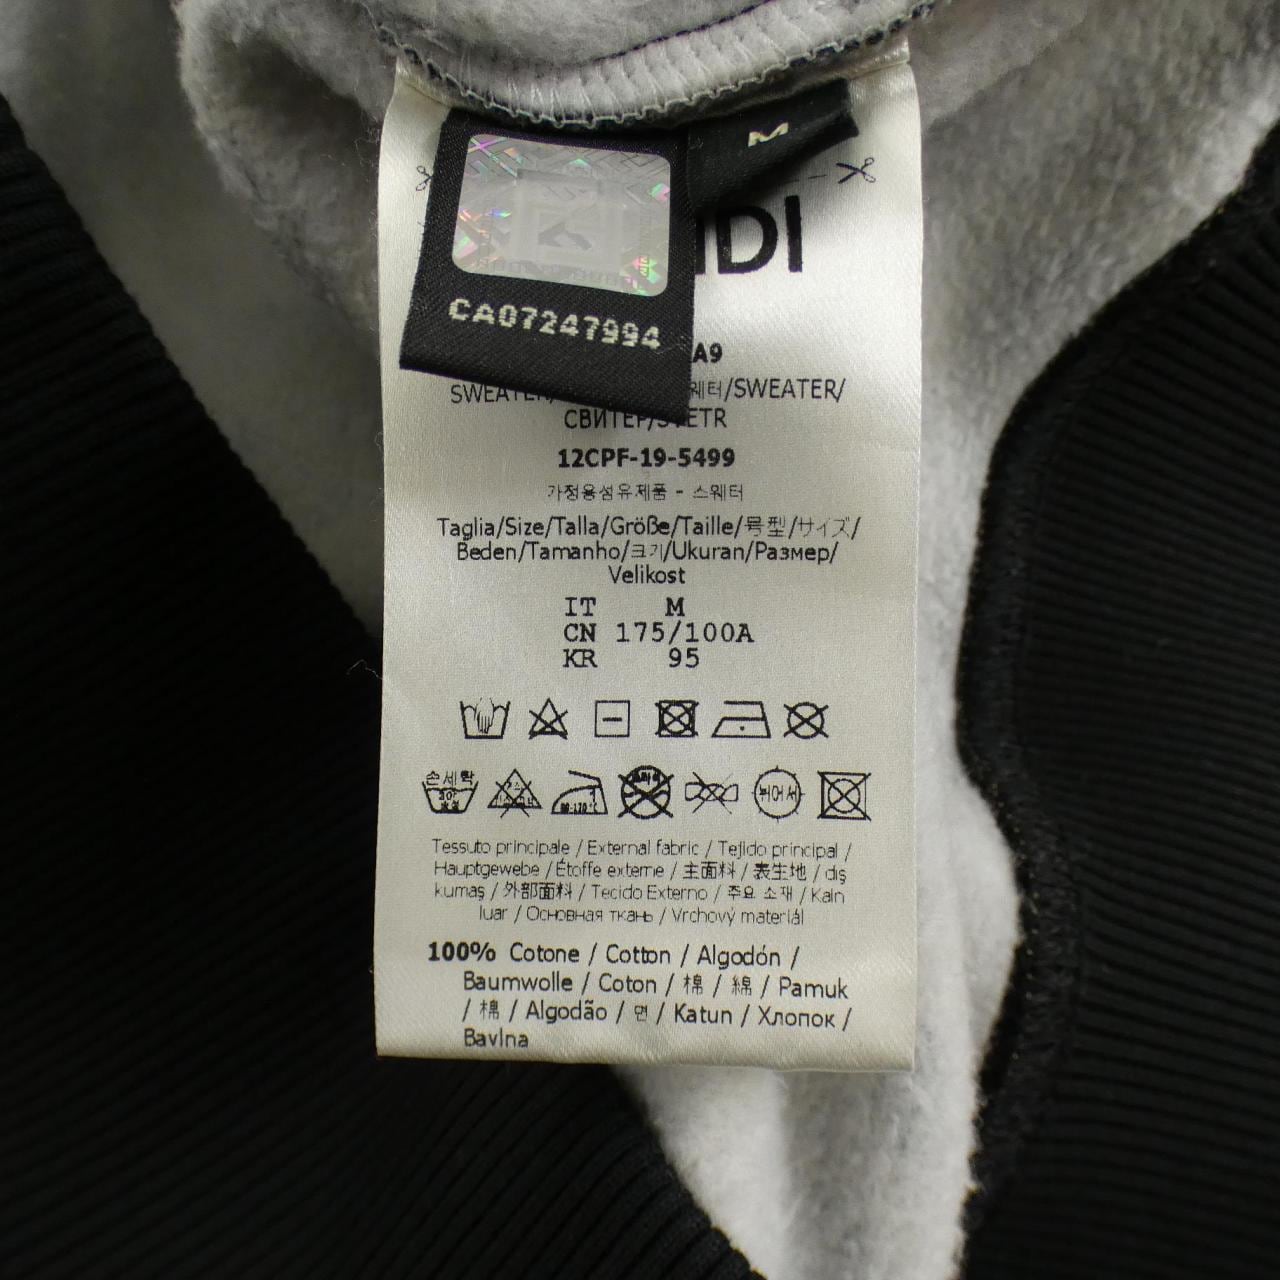 M
CA07247994
A9
웨터/SWEATER/
СВИТЕР/SVETR
12CPF-19-5499
가정용섬유제품 - 스웨터
Taglia/Size/Talla/Größe/Taille/号型/サイズ/
Beden/Tamanho/크기/Ukuran/Размер/
Velikost
IT M
CN 175/100A
KR 95
손세탁
Tessuto principale / External fabric / Tejido principal /
Hauptgewebe / Étoffe externe / 主面料 / 表生地 / dış
kumaş / 外部面料 / Tecido Externo / 주요 소재 / Kain
luar / Основная ткань / Vrchový materiál
100% Cotone / Cotton / Algodón /
Baumwolle / Coton / 棉 / 綿 / Pamuk
/ 棉 / Algodão / 면 / Katun / Хлопок /
Bavlna